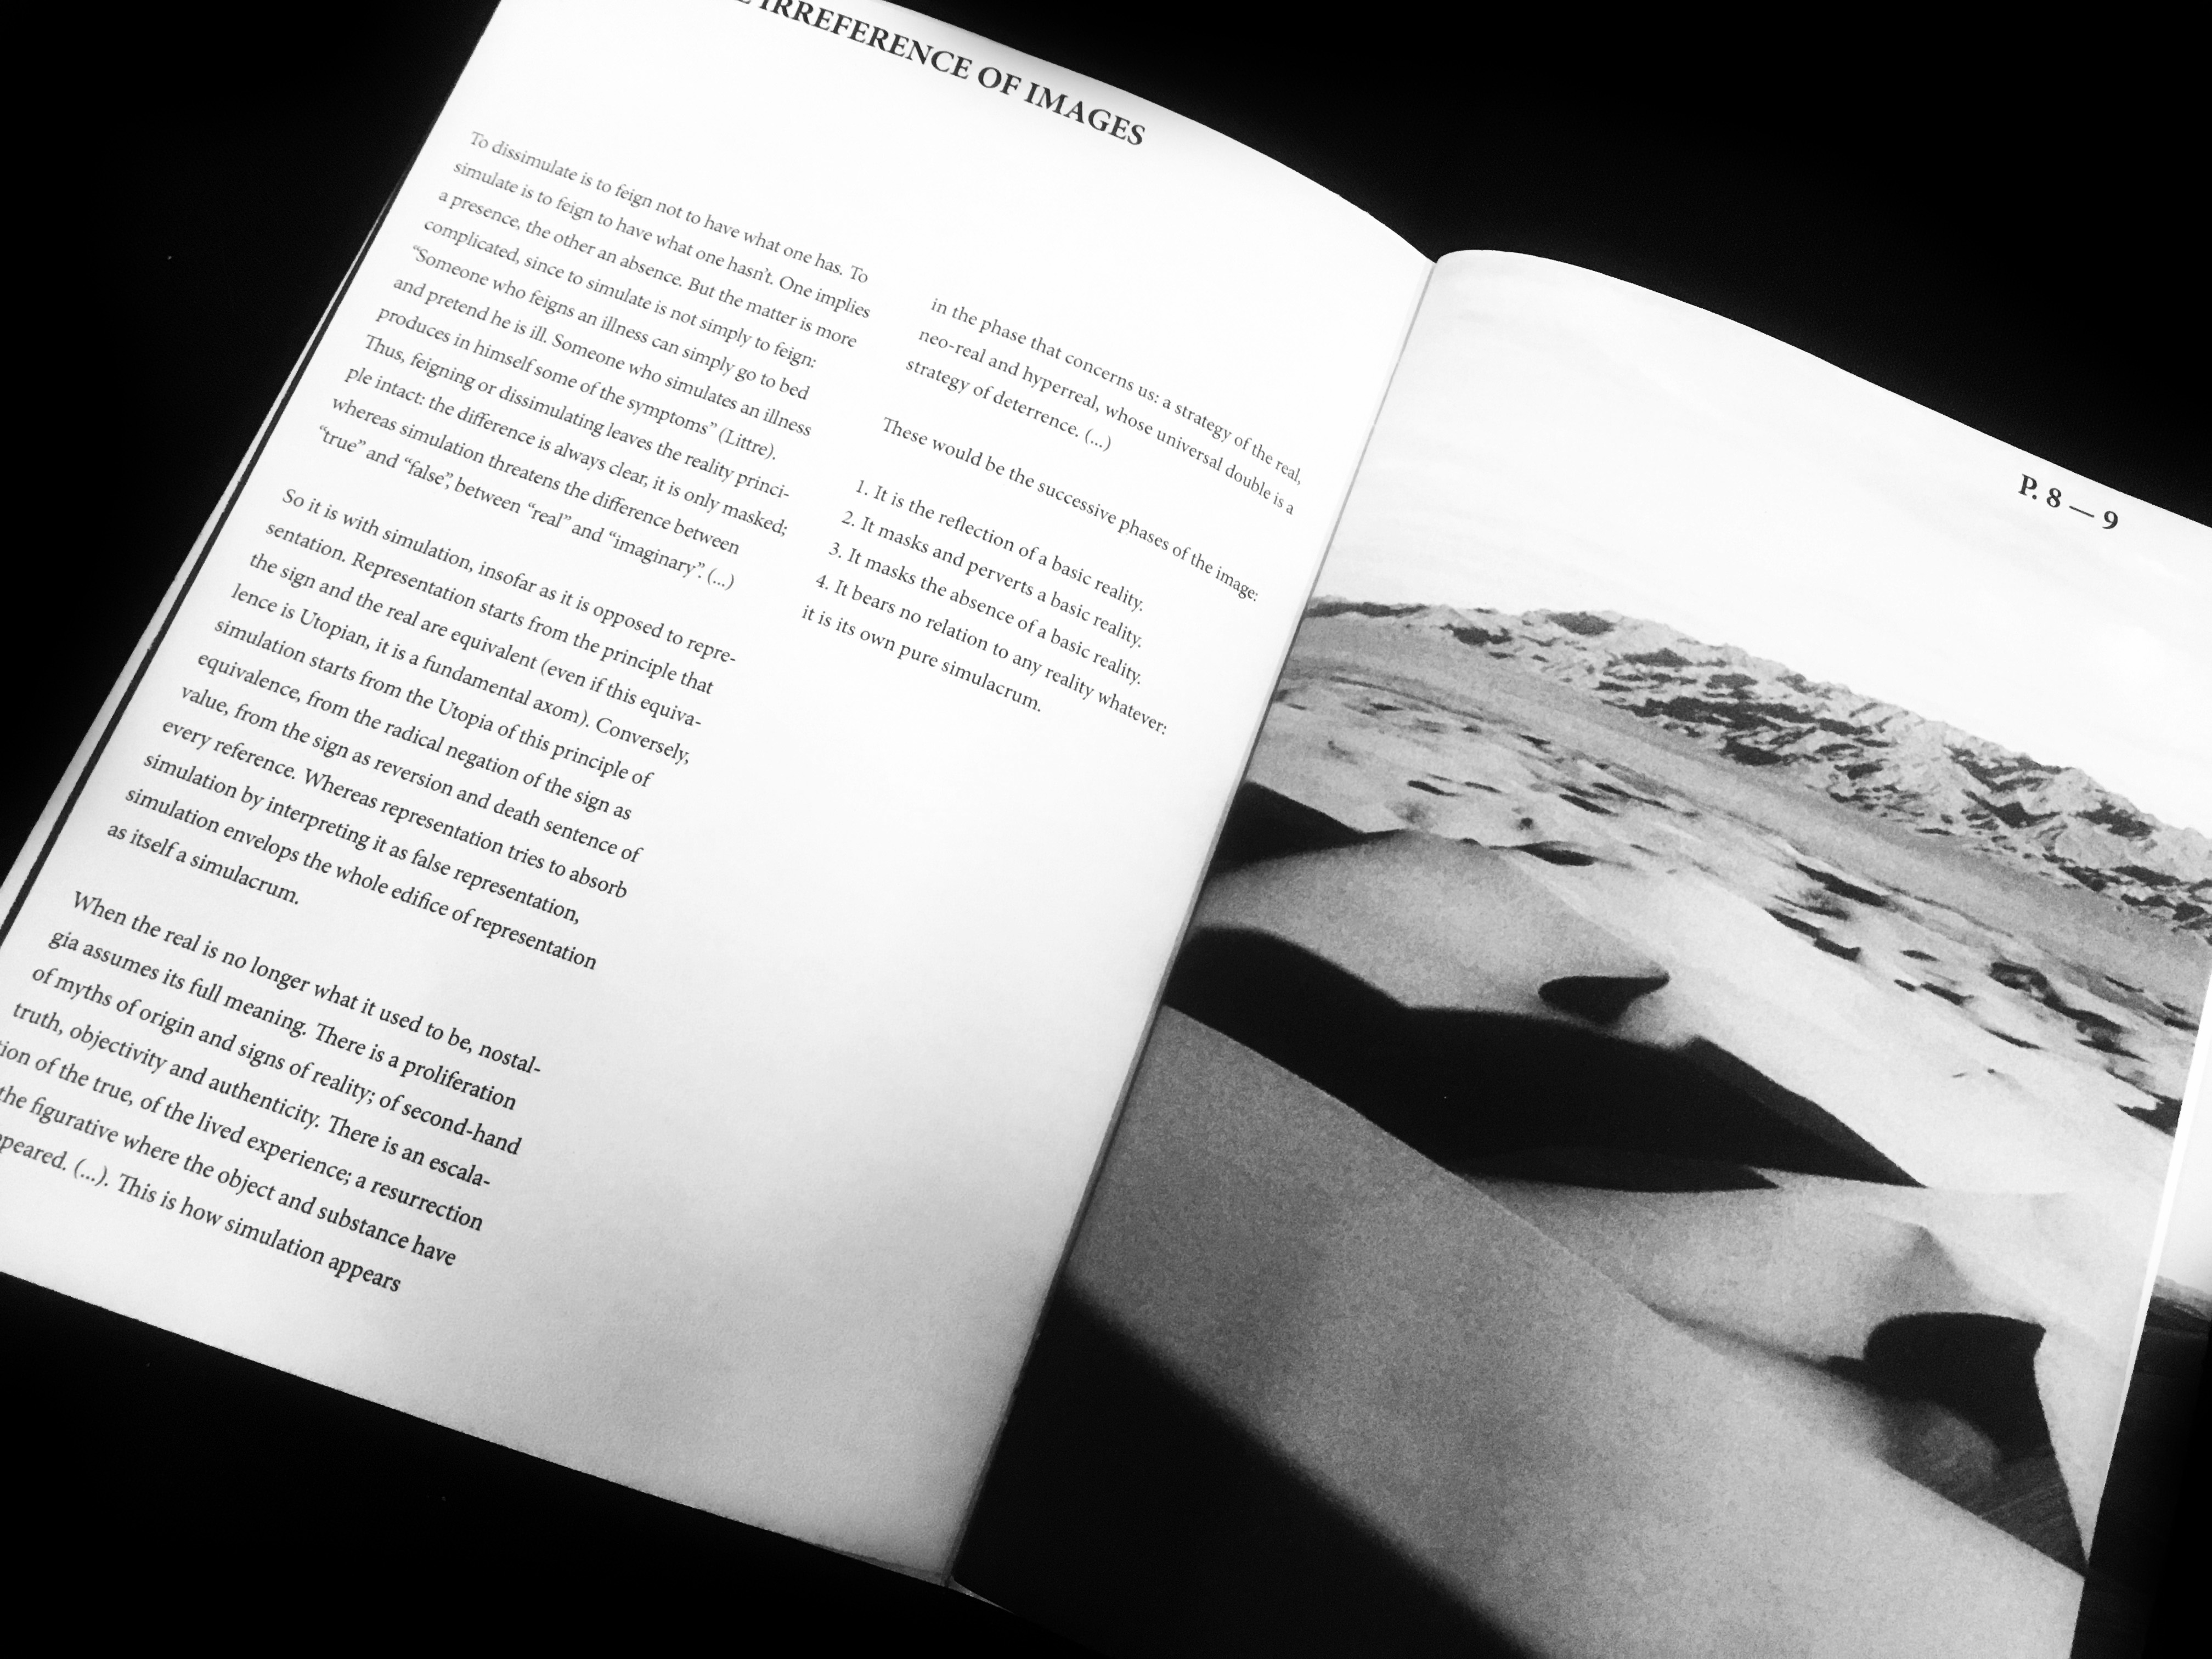 IRREFERENCE OF IMAGES
To dissimulate is to feign not to have what one has. To
simulate is to feign to have what one hasn't. One implies
a presence, the other an absence. But the matter is more
complicated, since to simulate is not simply to feign:
“Someone who feigns an illness can simply go to bed
and pretend he is ill. Someone who simulates an illness
produces in himself some of the symptoms” (Littre).
Thus, feigning or dissimulating leaves the reality princi-
ple intact: the difference is always clear, it is only masked;
whereas simulation threatens the difference between
“true” and “false”, between “real” and “imaginary”. (...)
So it is with simulation, insofar as it is opposed to repre-
sentation. Representation starts from the principle that
the sign and the real are equivalent (even if this equiva-
lence is Utopian, it is a fundamental axom). Conversely,
simulation starts from the Utopia of this principle of
equivalence, from the radical negation of the sign as
value, from the sign as reversion and death sentence of
every reference. Whereas representation tries to absorb
simulation by interpreting it as false representation,
simulation envelops the whole edifice of representation
as itself a simulacrum.
When the real is no longer what it used to be, nostal-
gia assumes its full meaning. There is a proliferation
of myths of origin and signs of reality; of second-hand
truth, objectivity and authenticity. There is an escala-
tion of the true, of the lived experience; a resurrection
the figurative where the object and substance have
ppeared. (...). This is how simulation appears
in the phase that concerns us: a strategy of the real,
neo-real and hyperreal, whose universal double is a
strategy of deterrence. (...)
These would be the successive phases of the image:
1. It is the reflection of a basic reality.
2. It masks and perverts a basic reality.
3. It masks the absence of a basic reality.
4. It bears no relation to any reality whatever:
it is its own pure simulacrum.
P. 8 — 9